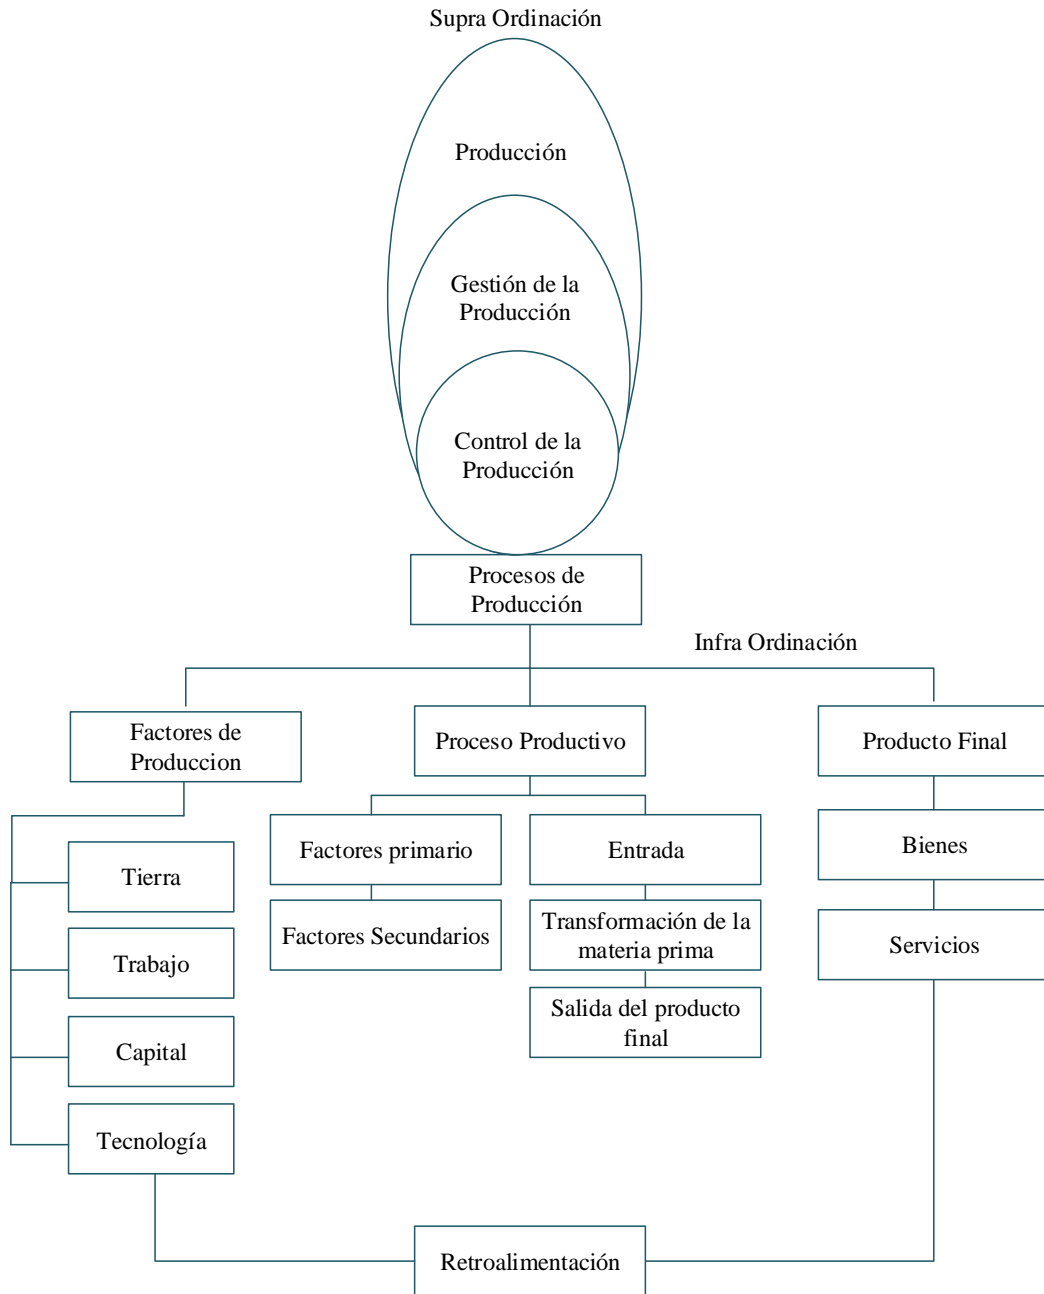 Supra Ordinación
Producción
Gestión de la
Producción
Control de la
Producción
Procesos de
Producción
Infra Ordinación
Factores de
Produccion
Proceso Productivo
Producto Final
Factores primario
Entrada
Bienes
Tierra
Factores Secundarios
Transformación de la
materia prima
Servicios
Trabajo
Salida del producto
final
Capital
Tecnología
Retroalimentación